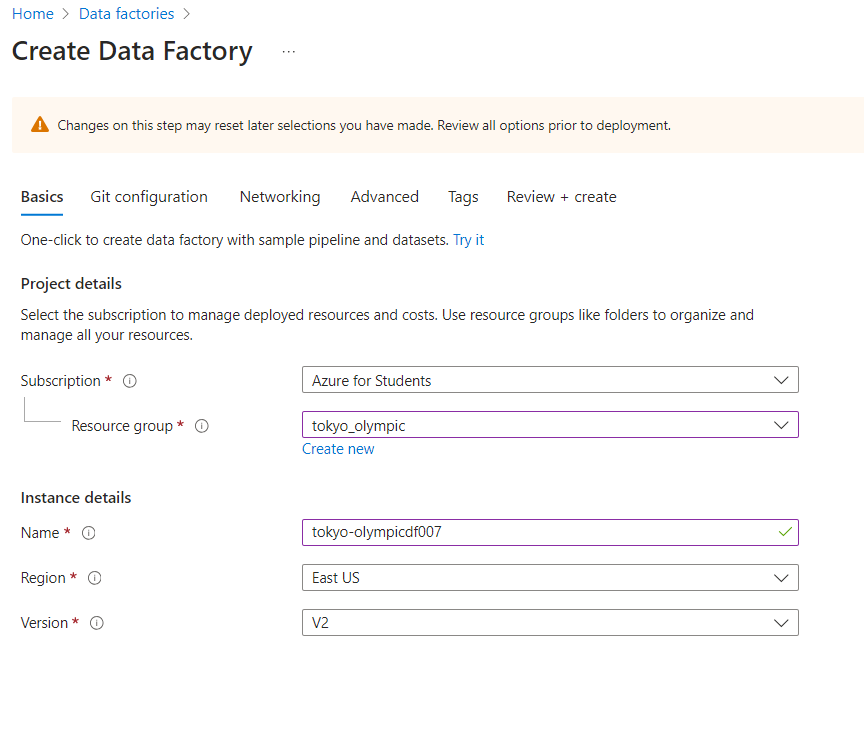 Home > Data factories >
Create Data Factory ...
Changes on this step may reset later selections you have made. Review all options prior to deployment.
Basics Git configuration Networking Advanced Tags Review + create
One-click to create data factory with sample pipeline and datasets. Try it
Project details
Select the subscription to manage deployed resources and costs. Use resource groups like folders to organize and
manage all your resources.
Subscription * Azure for Students
Resource group * tokyo_olympic
Create new
Instance details
Name * tokyo-olympicdf007
Region * East US
Version * V2